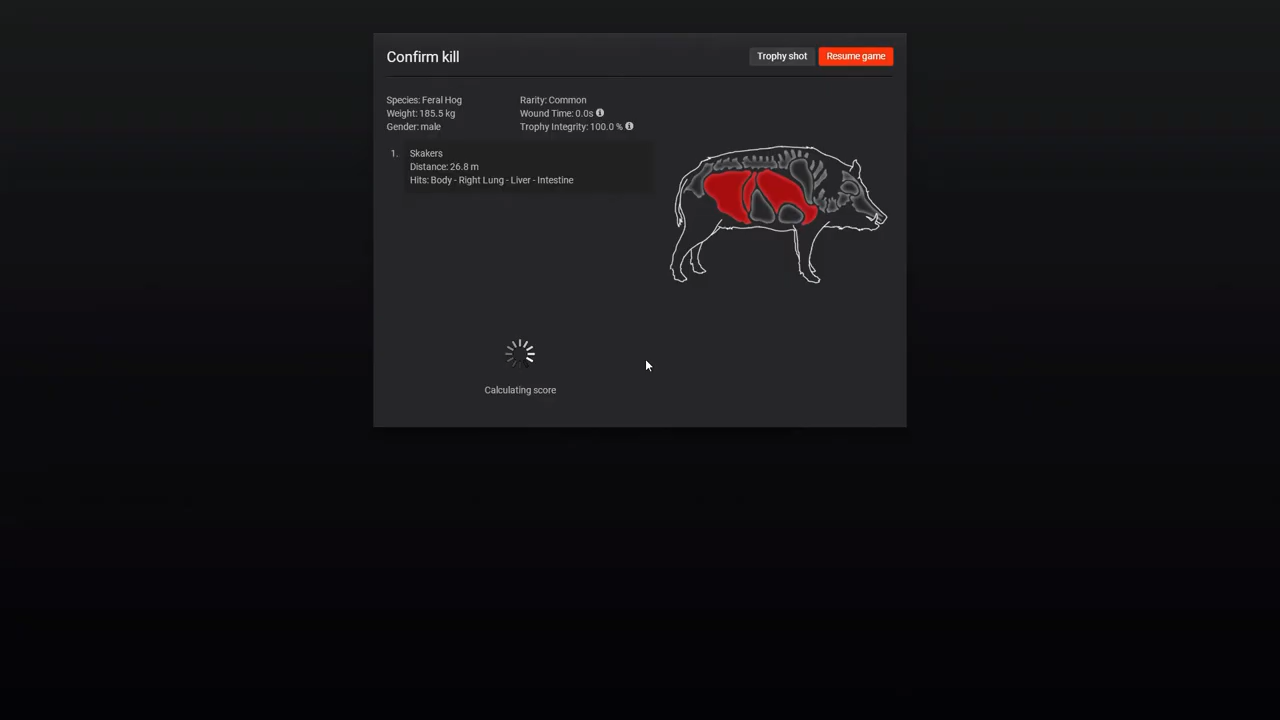 Confirm kill
Trophy shot
Resume game
Species: Feral Hog
Weight: 185.5 kg
Gender: male
Rarity: Common
Wound Time: 0.0s
Trophy Integrity: 100.0 %
1. Skakers
Distance: 26.8 m
Hits: Body - Right Lung - Liver - Intestine
Calculating score